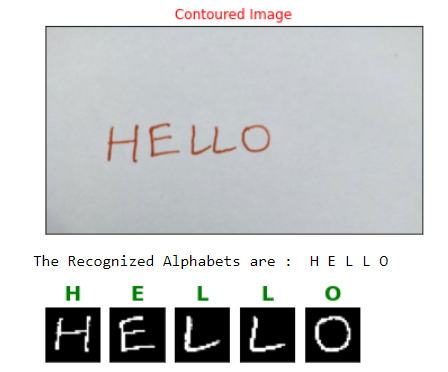 Contoured Image
HELLO
The Recognized Alphabets are : H E L L O
H E L L O
H E L L O